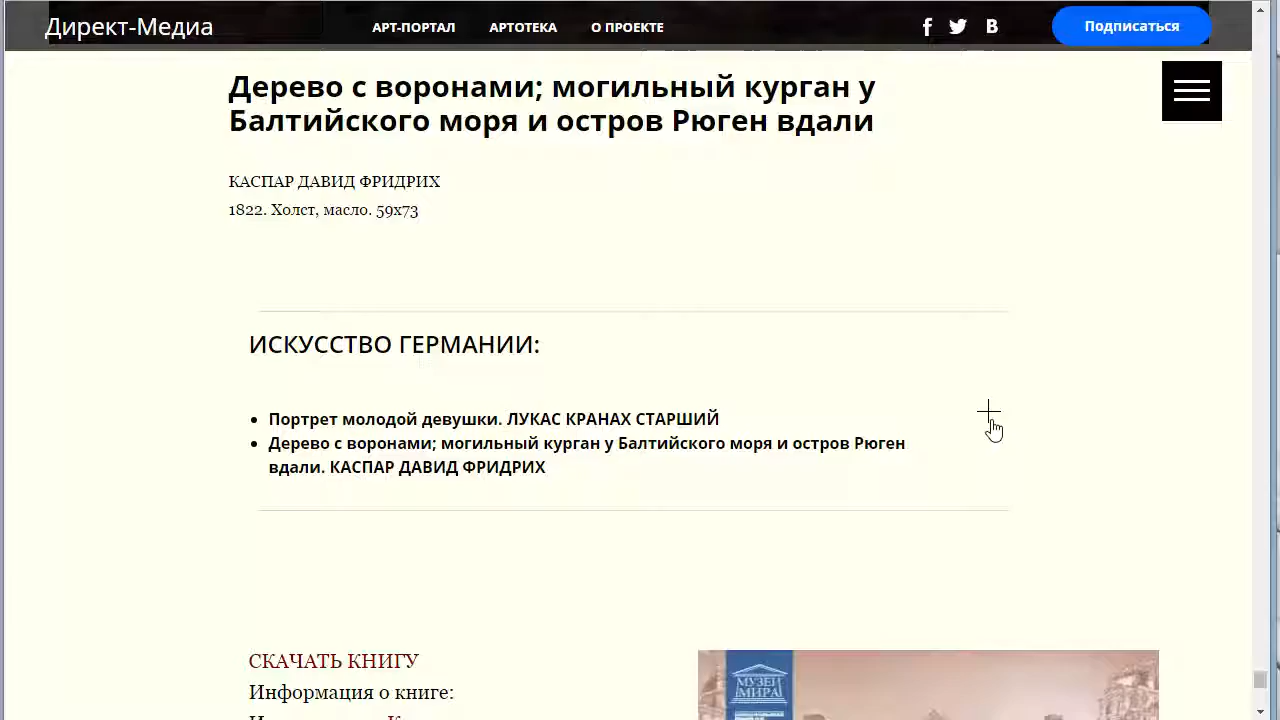 Директ-Медиа
АРТ-ПОРТАЛ АРТОТЕКА О ПРОЕКТЕ
Подписаться
Дерево с воронами; могильный курган у
Балтийского моря и остров Рюген вдали
КАСПАР ДАВИД ФРИДРИХ
1822. Холст, масло. 59x73
ИСКУССТВО ГЕРМАНИИ:
• Портрет молодой девушки. ЛУКАС КРАНАХ СТАРШИЙ
• Дерево с воронами; могильный курган у Балтийского моря и остров Рюген
вдали. КАСПАР ДАВИД ФРИДРИХ
СКАЧАТЬ КНИГУ
Информация о книге:
МУЗЕИ
МИРА